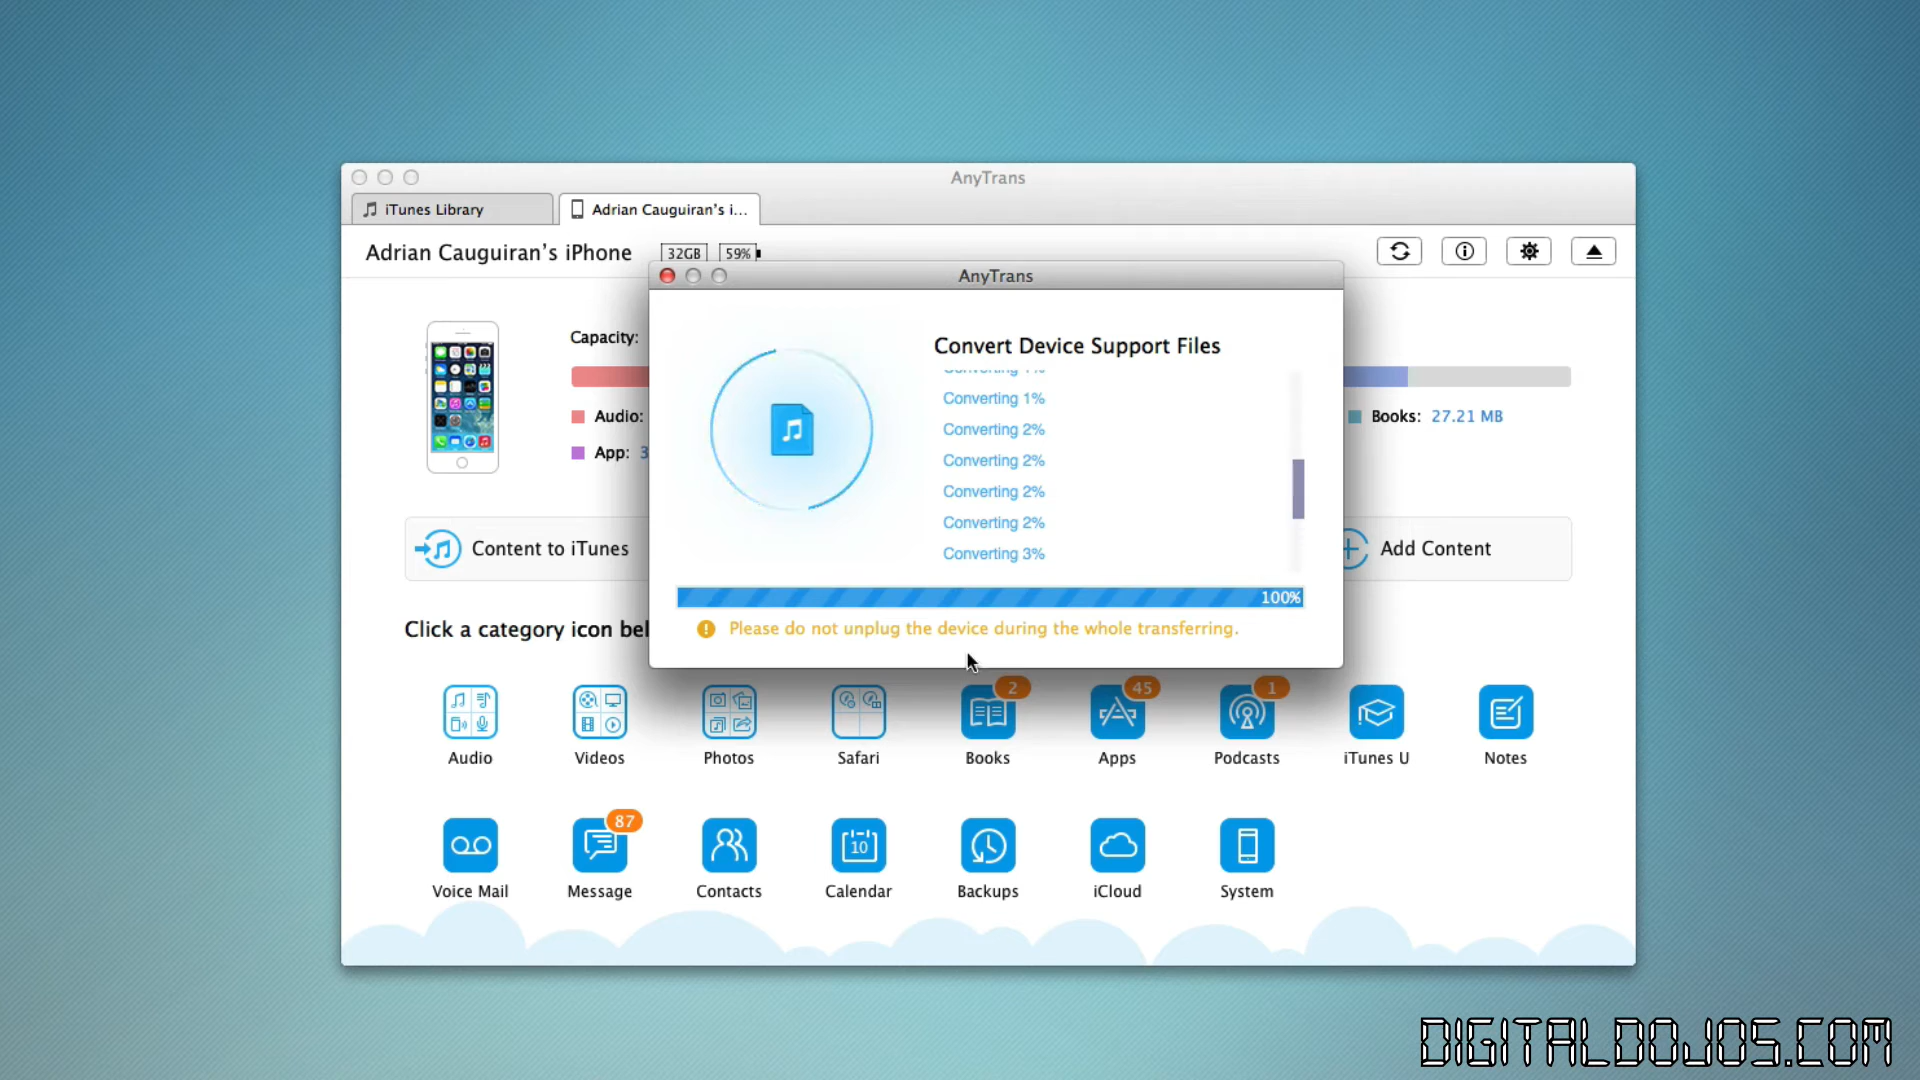 AnyTrans
iTunes Library
Adrian Cauguiran's i...
Adrian Cauguiran's iPhone
32GB
59%
AnyTrans
Capacity:
Audio:
App: 3
Books: 27.21 MB
Convert Device Support Files
Converting 1%
Converting 1%
Converting 2%
Converting 2%
Converting 2%
Converting 2%
Converting 3%
100%
Please do not unplug the device during the whole transferring.
Content to iTunes
Add Content
Click a category icon bel
2
45
1
Audio
Videos
Photos
Safari
Books
Apps
Podcasts
iTunes U
Notes
87
10
Voice Mail
Message
Contacts
Calendar
Backups
iCloud
System
DIGITALDOJOS.COM